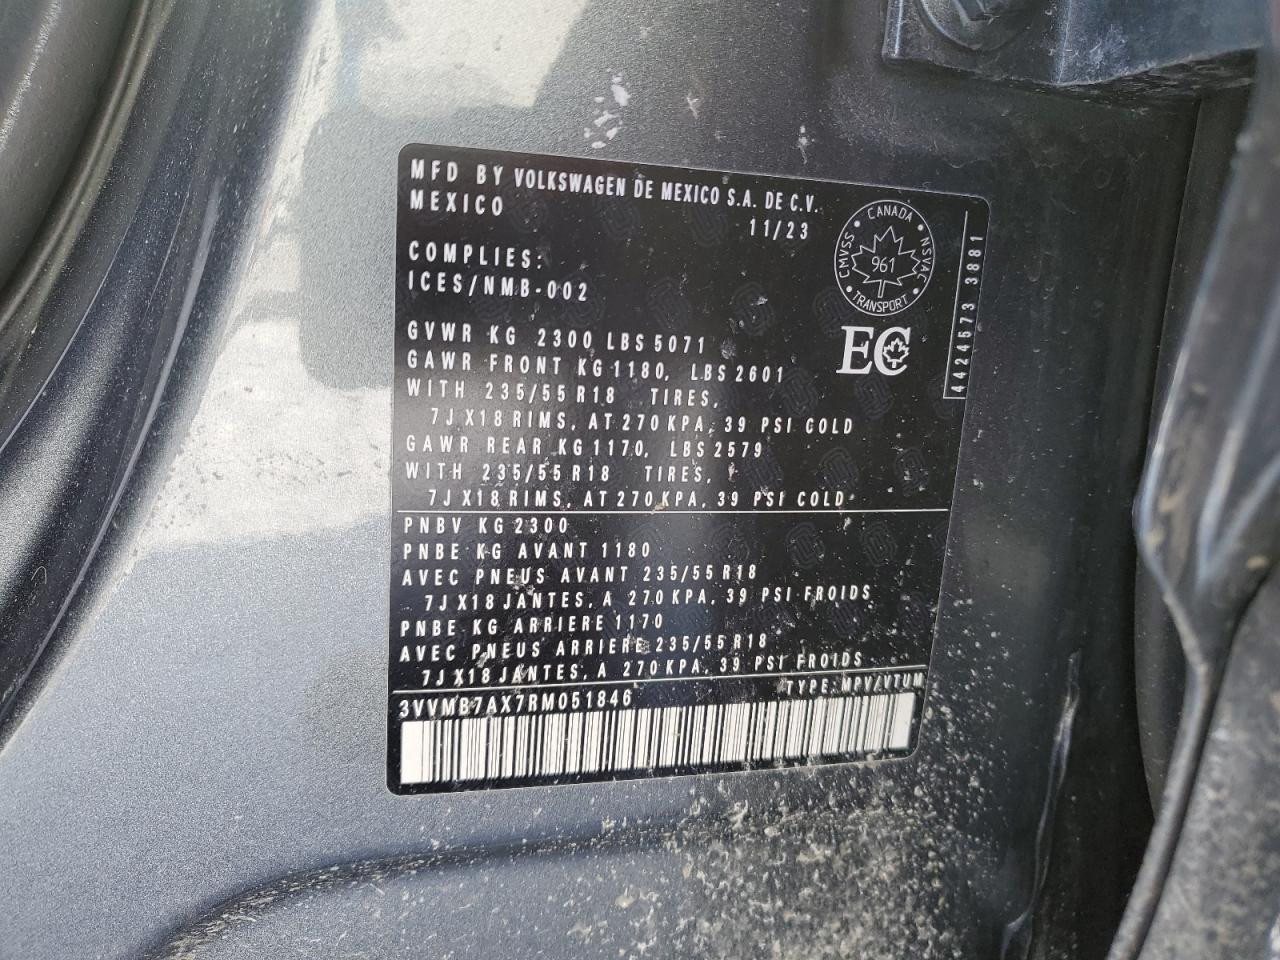 MFD BY VOLKSWAGEN DE MEXICO S.A. DE C.V.
MEXICO
11/23
CANADA
CMVSS NSVAC
961
TRANSPORT
COMPLIES:
ICES/NMB-002
EC
4424573 3881
GVWR KG 2300 LBS 5071
GAWR FRONT KG 1180, LBS 2601
WITH 235/55 R18 TIRES,
7J X18 RIMS, AT 270 KPA, 39 PSI COLD
GAWR REAR KG 1170, LBS 2579
WITH 235/55 R18 TIRES,
7J X18 RIMS, AT 270 KPA, 39 PSI COLD
PNBV KG 2300
PNBE KG AVANT 1180
AVEC PNEUS AVANT 235/55 R18
7J X18 JANTES, A 270 KPA, 39 PSI FROIDS
PNBE KG ARRIERE 1170
AVEC PNEUS ARRIERE 235/55 R18
7J X18 JANTES, A 270 KPA, 39 PSI FROIDS
3VVMB7AX7RM051846 TYPE: MPV/VTUM